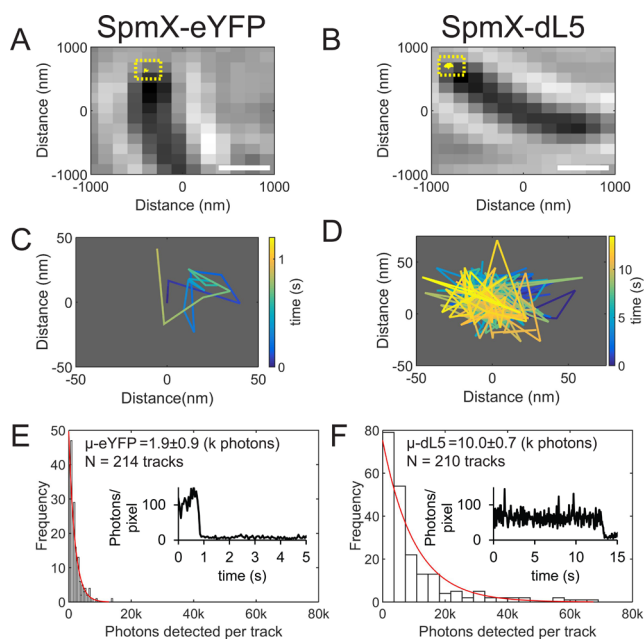 SpmX-eYFP
SpmX-dL5
A
1000
0
-1000
Distance (nm)
-1000
0
1000
Distance (nm)
B
1000
0
-1000
Distance (nm)
-1000
0
1000
Distance (nm)
C
50
0
-50
Distance (nm)
-50
0
50
Distance(nm)
1
0
time (s)
D
50
0
-50
Distance (nm)
-50
0
50
Distance (nm)
10
5
0
time (s)
E
μ-eYFP =1.9±0.9 (k photons)
N = 214 tracks
50
40
30
20
10
0
Frequency
0
20k
40k
60k
80k
Photons detected per track
100
0
Photons/
pixel
0
1
2
3
4
5
time (s)
F
μ-dL5=10.0±0.7 (k photons)
N = 210 tracks
80
60
40
20
0
Frequency
0
20k
40k
60k
80k
Photons detected per track
100
0
Photons/
pixel
0
5
10
15
time (s)